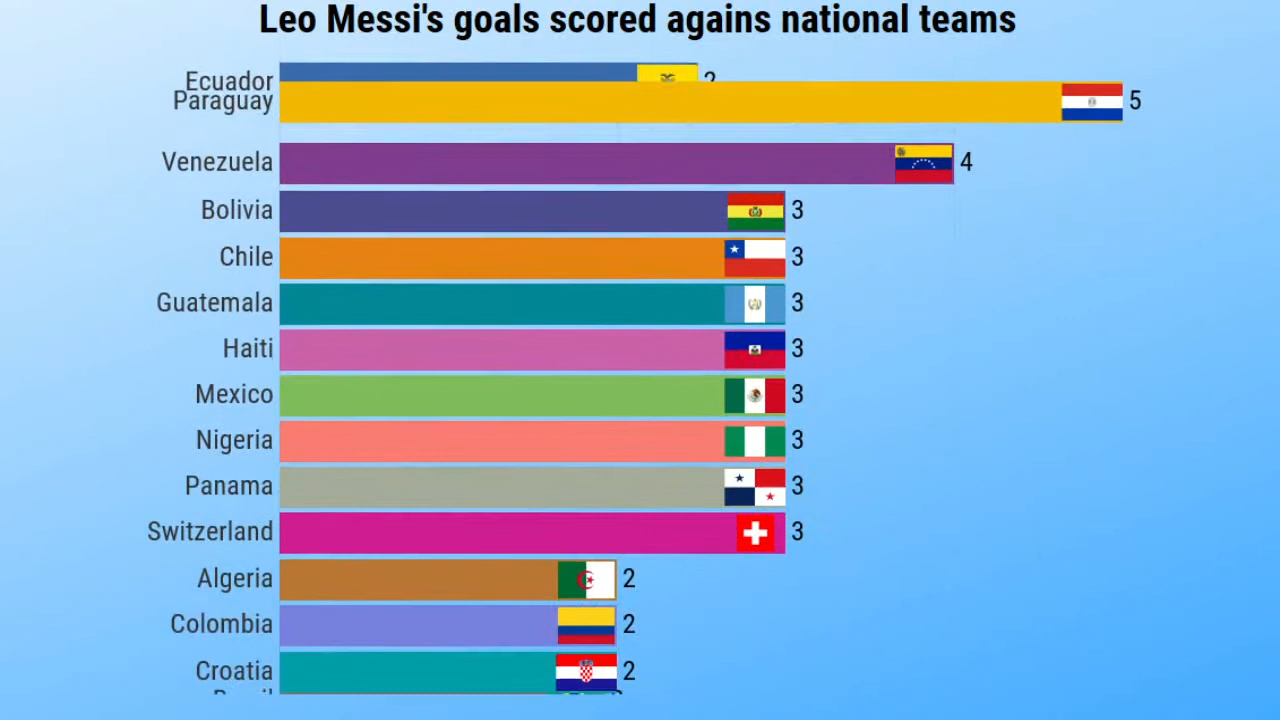 Leo Messi's goals scored agains national teams
Ecuador 2
Paraguay 5
Venezuela 4
Bolivia 3
Chile 3
Guatemala 3
Haiti 3
Mexico 3
Nigeria 3
Panama 3
Switzerland 3
Algeria 2
Colombia 2
Croatia 2